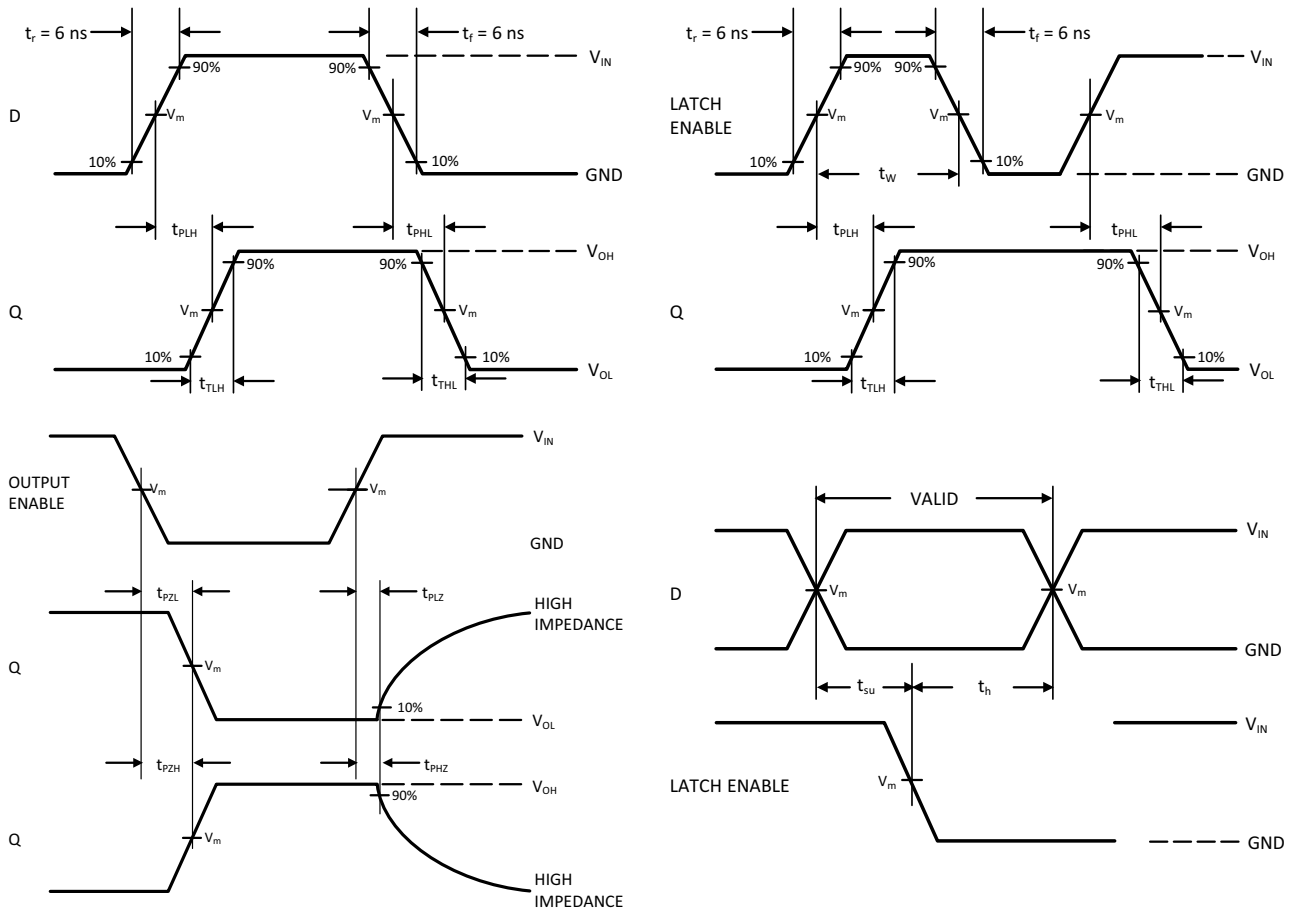 t_r = 6 ns
t_f = 6 ns
V_IN
90%
90%
D
V_m
V_m
10%
10%
GND
t_PLH
t_PHL
V_OH
90%
90%
Q
V_m
V_m
10%
10%
V_OL
t_TLH
t_THL
t_r = 6 ns
t_f = 6 ns
V_IN
90%
90%
LATCH
ENABLE
V_m
V_m
V_m
10%
10%
t_W
GND
t_PLH
t_PHL
V_OH
90%
90%
Q
V_m
V_m
10%
10%
V_OL
t_TLH
t_THL
V_IN
OUTPUT
ENABLE
V_m
V_m
GND
t_PZL
t_PLZ
HIGH
IMPEDANCE
Q
V_m
10%
V_OL
t_PZH
t_PHZ
V_OH
90%
Q
V_m
HIGH
IMPEDANCE
VALID
V_IN
D
V_m
V_m
GND
t_su
t_h
V_IN
LATCH ENABLE
V_m
GND